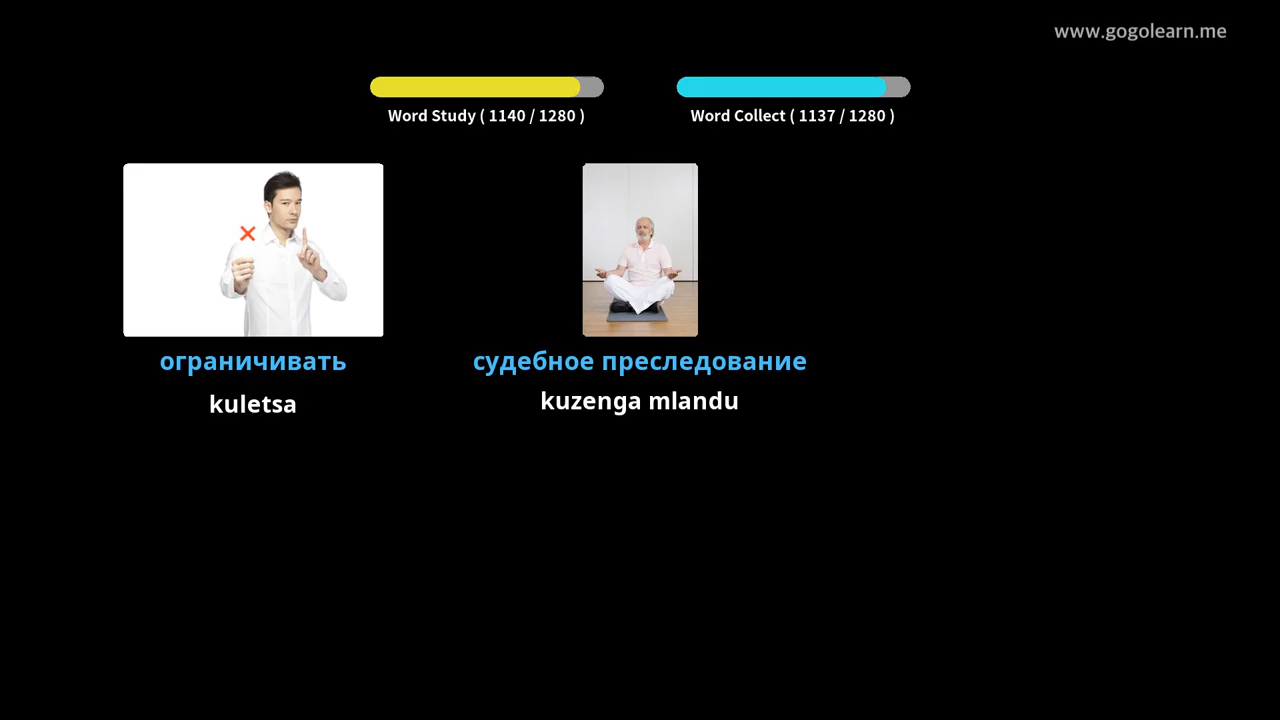 www.gogolearn.me
Word Study ( 1140 / 1280 )
Word Collect ( 1137 / 1280 )
ограничивать
судебное преследование
kuletsa
kuzenga mlandu